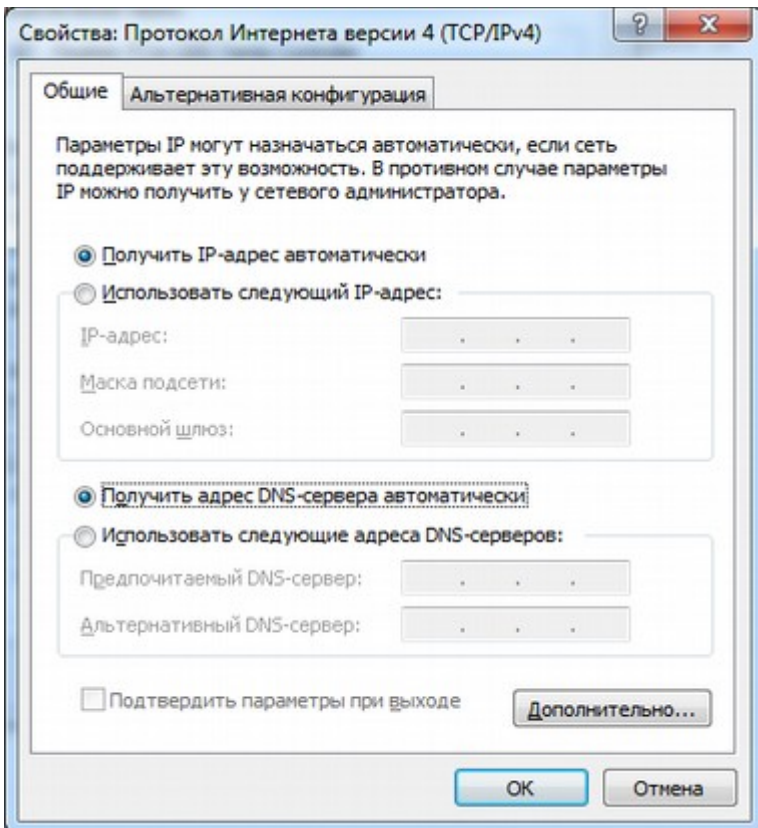 Свойства: Протокол Интернета версии 4 (TCP/IPv4)
Общие
Альтернативная конфигурация
Параметры IP могут назначаться автоматически, если сеть
поддерживает эту возможность. В противном случае параметры
IP можно получить у сетевого администратора.
Получить IP-адрес автоматически
Использовать следующий IP-адрес:
IP-адрес:
Маска подсети:
Основной шлюз:
Получить адрес DNS-сервера автоматически
Использовать следующие адреса DNS-серверов:
Предпочитаемый DNS-сервер:
Альтернативный DNS-сервер:
Подтвердить параметры при выходе
Дополнительно...
ОК
Отмена